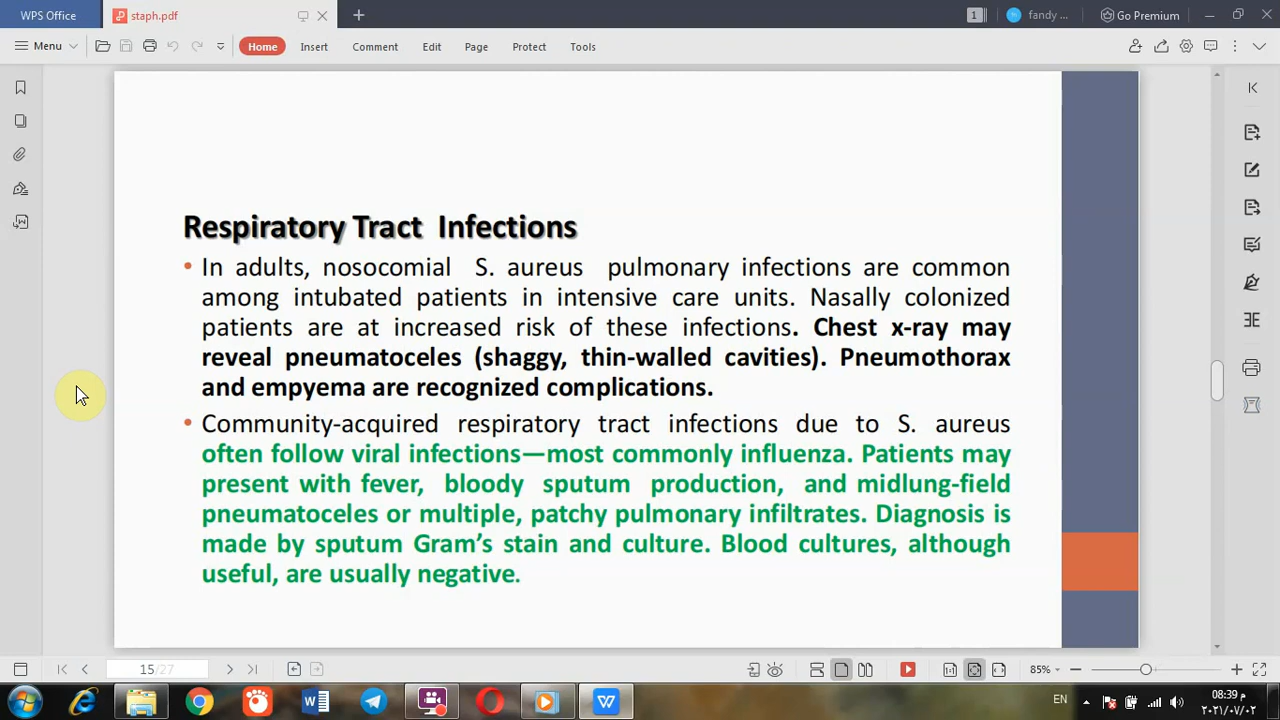 WPS Office
staph.pdf
1
fandy ...
Go Premium
Menu
Home
Insert
Comment
Edit
Page
Protect
Tools
Respiratory Tract Infections
• In adults, nosocomial S. aureus pulmonary infections are common
among intubated patients in intensive care units. Nasally colonized
patients are at increased risk of these infections. Chest x-ray may
reveal pneumatoceles (shaggy, thin-walled cavities). Pneumothorax
and empyema are recognized complications.
• Community-acquired respiratory tract infections due to S. aureus
often follow viral infections—most commonly influenza. Patients may
present with fever, bloody sputum production, and midlung-field
pneumatoceles or multiple, patchy pulmonary infiltrates. Diagnosis is
made by sputum Gram's stain and culture. Blood cultures, although
useful, are usually negative.
15/27
85%
EN
08:39 م
٢٠٢١/٠٧/٠٢